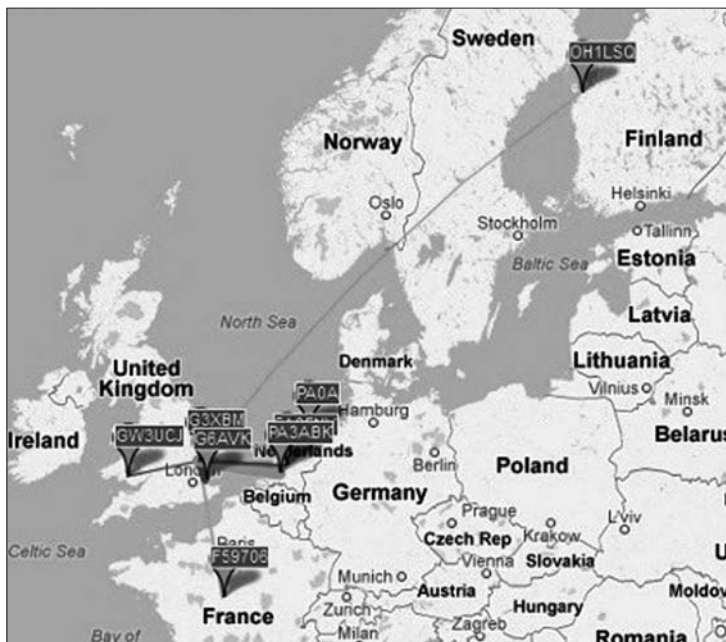 Sweden
OH1LSQ
Norway
Finland
Oslo
Helsinki
Stockholm
Tallinn
Baltic Sea
Estonia
North Sea
Latvia
Denmark
Lithuania
United
Kingdom
Vilnius
Minsk
PA0A
Hamburg
G3XBM
Ireland
GW3UCJ
G6AVK
PA3ABK
Belarus
Berlin
Poland
Germany
Belgium
Prague
L'viv
Czech Rep
Krakow
Celtic Sea
Paris
Vienna
Slovakia
F59706
Munich
Austria
Moldov
Hungary
France
Zurich
Romania
Milan
Zagreb
Bay of